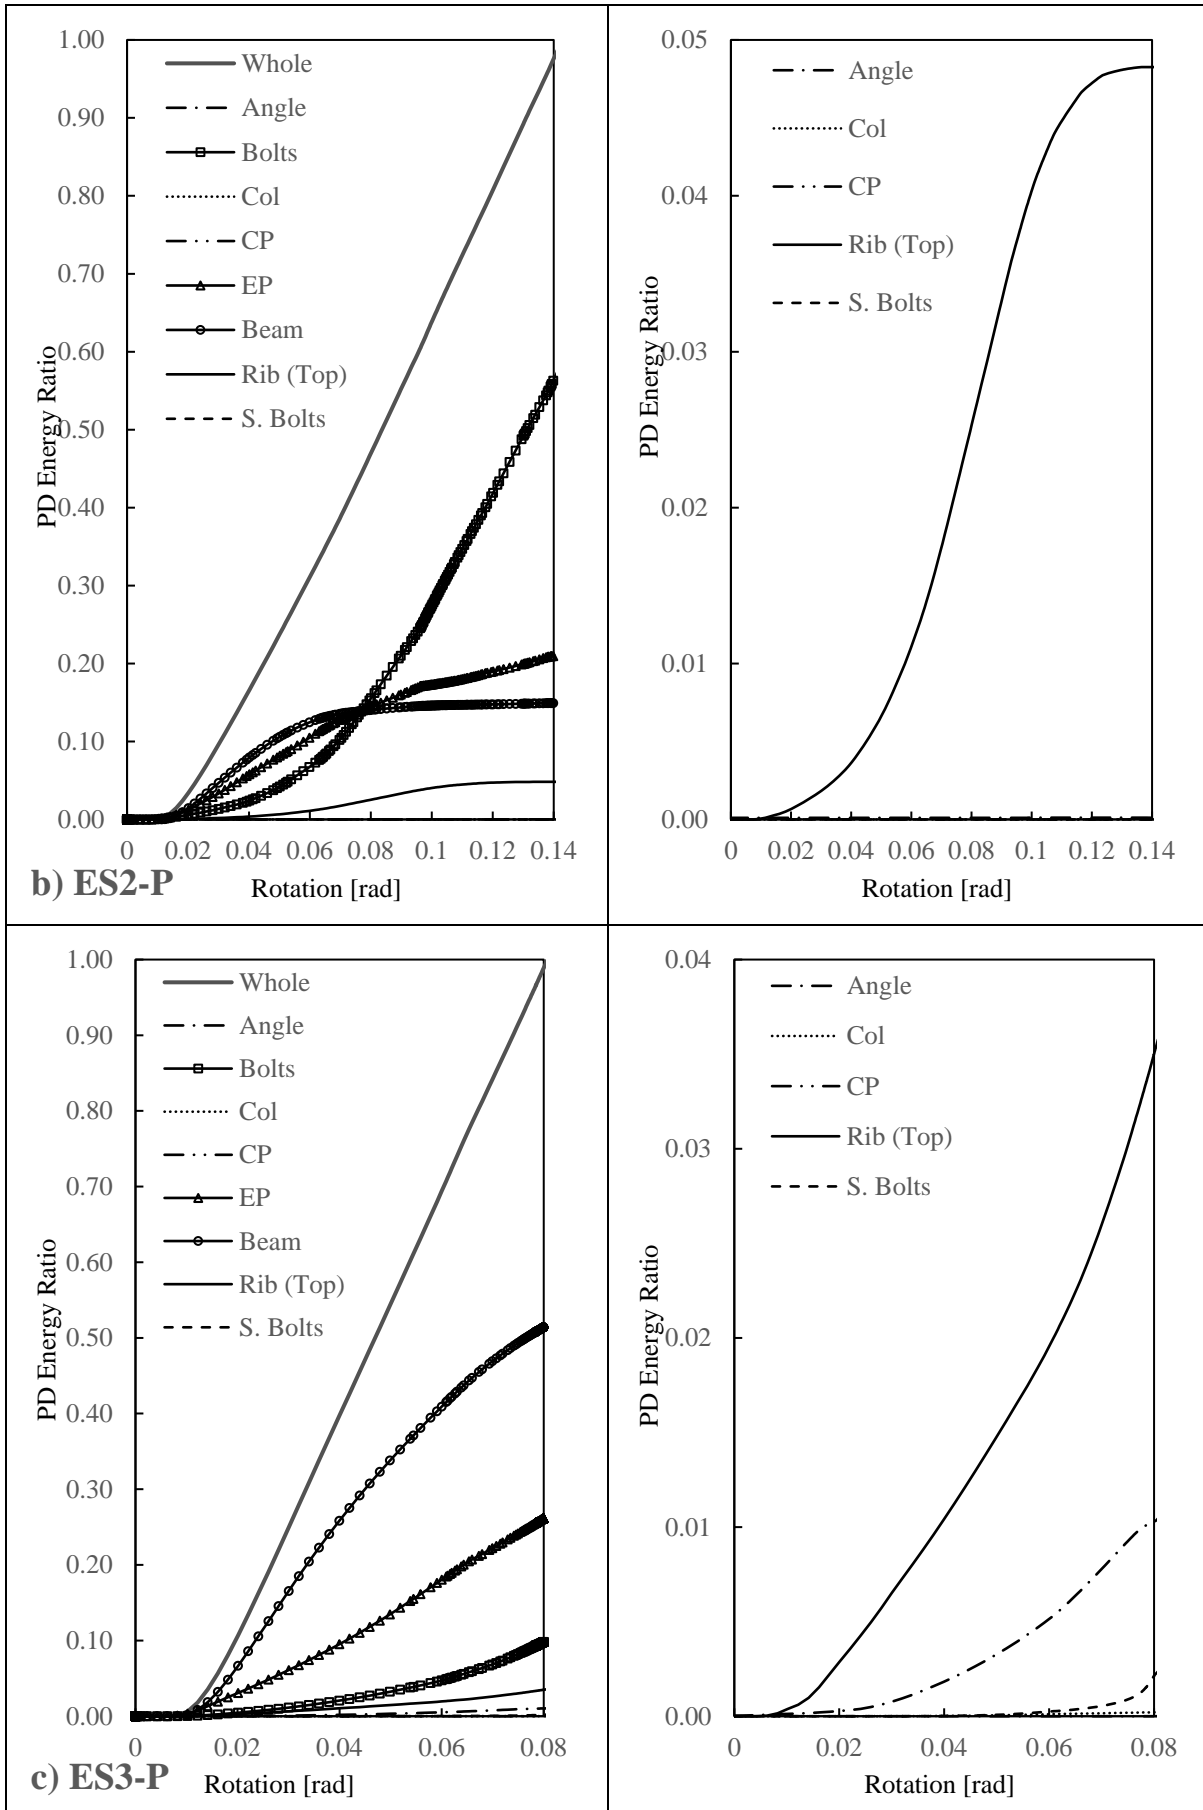 1.00
0.90
0.80
0.70
0.60
0.50
0.40
0.30
0.20
0.10
0.00
PD Energy Ratio
Whole
Angle
Bolts
Col
CP
EP
Beam
Rib (Top)
S. Bolts
0 0.02 0.04 0.06 0.08 0.1 0.12 0.14
Rotation [rad]
b) ES2-P
0.05
0.04
0.03
0.02
0.01
0.00
PD Energy Ratio
Angle
Col
CP
Rib (Top)
S. Bolts
0 0.02 0.04 0.06 0.08 0.1 0.12 0.14
Rotation [rad]
1.00
0.90
0.80
0.70
0.60
0.50
0.40
0.30
0.20
0.10
0.00
PD Energy Ratio
Whole
Angle
Bolts
Col
CP
EP
Beam
Rib (Top)
S. Bolts
0 0.02 0.04 0.06 0.08
Rotation [rad]
c) ES3-P
0.04
0.03
0.02
0.01
0.00
PD Energy Ratio
Angle
Col
CP
Rib (Top)
S. Bolts
0 0.02 0.04 0.06 0.08
Rotation [rad]